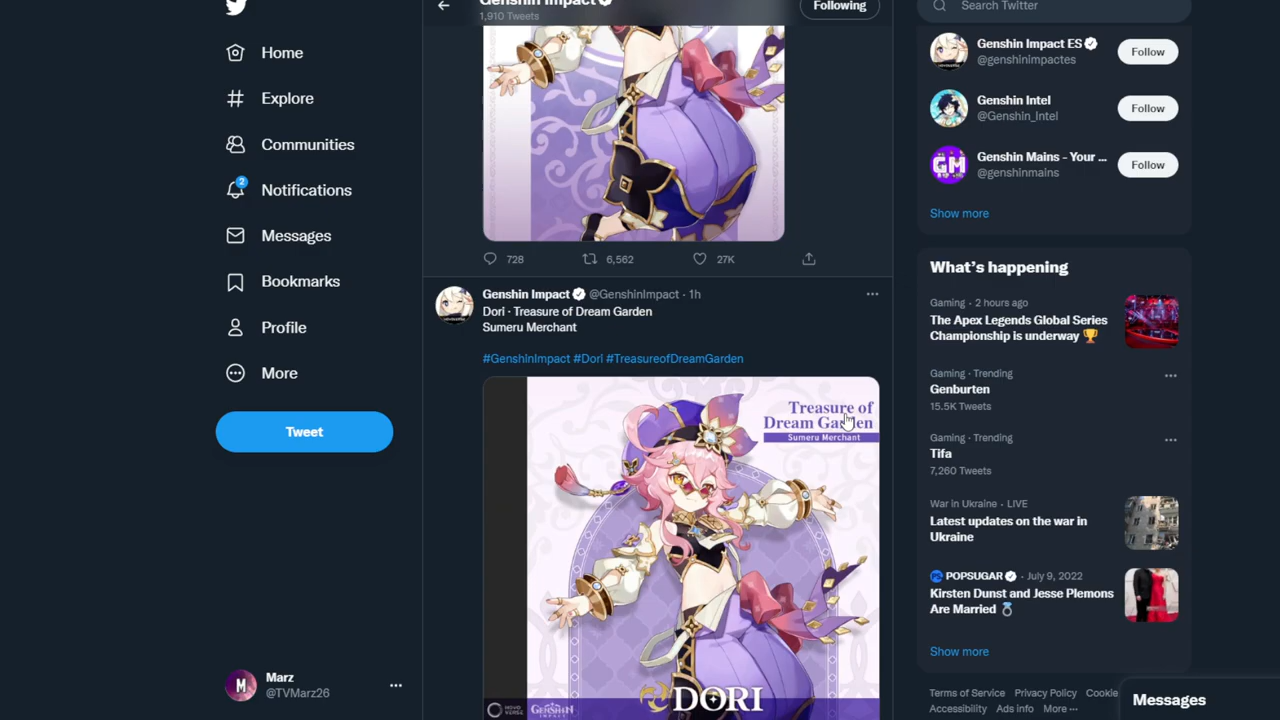 Home
Explore
Communities
2
Notifications
Messages
Bookmarks
Profile
More
Tweet
Marz
@TVMarz26
Genshin Impact
1,910 Tweets
Following
728
6,562
27K
Genshin Impact @GenshinImpact · 1h
Dori · Treasure of Dream Garden
Sumeru Merchant
#GenshinImpact #Dori #TreasureofDreamGarden
Treasure of
Dream Garden
Sumeru Merchant
DORI
HOYOVERSE
GENSHIN IMPACT
Search Twitter
Genshin Impact ES
@genshinimpactes
Follow
Genshin Intel
@Genshin_Intel
Follow
GM
Genshin Mains - Your ...
@genshinmains
Follow
Show more
What's happening
Gaming · 2 hours ago
The Apex Legends Global Series
Championship is underway 🏆
Gaming · Trending
Genburten
15.5K Tweets
Gaming · Trending
Tifa
7,260 Tweets
War in Ukraine · LIVE
Latest updates on the war in
Ukraine
POPSUGAR · July 9, 2022
Kirsten Dunst and Jesse Plemons
Are Married 💍
Show more
Terms of Service Privacy Policy Cookie
Accessibility Ads info More ···
Messages